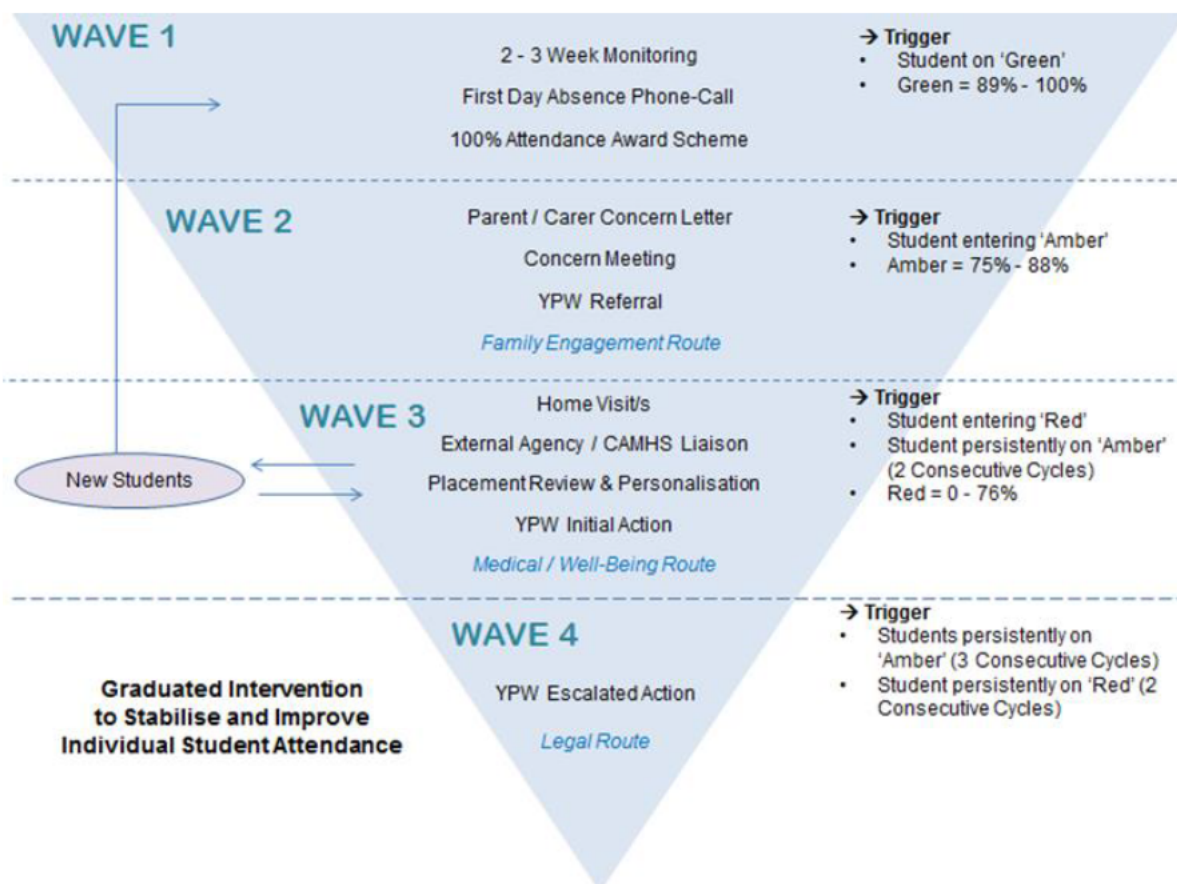 WAVE 1
2 - 3 Week Monitoring
First Day Absence Phone-Call
100% Attendance Award Scheme
→ Trigger
• Student on ‘Green’
• Green = 89% - 100%
WAVE 2
Parent / Carer Concern Letter
Concern Meeting
YPW Referral
Family Engagement Route
→ Trigger
• Student entering ‘Amber’
• Amber = 75% - 88%
WAVE 3
Home Visit/s
External Agency / CAMHS Liaison
Placement Review & Personalisation
YPW Initial Action
Medical / Well-Being Route
→ Trigger
• Student entering ‘Red’
• Student persistently on ‘Amber’
(2 Consecutive Cycles)
• Red = 0 - 76%
New Students
WAVE 4
YPW Escalated Action
Legal Route
→ Trigger
• Students persistently on
‘Amber’ (3 Consecutive Cycles)
• Student persistently on ‘Red’ (2
Consecutive Cycles)
Graduated Intervention
to Stabilise and Improve
Individual Student Attendance